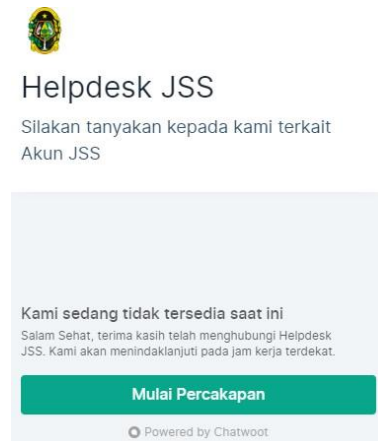 Helpdesk JSS
Silakan tanyakan kepada kami terkait
Akun JSS
Kami sedang tidak tersedia saat ini
Salam Sehat, terima kasih telah menghubungi Helpdesk
JSS. Kami akan menindaklanjuti pada jam kerja terdekat.
Mulai Percakapan
Powered by Chatwoot